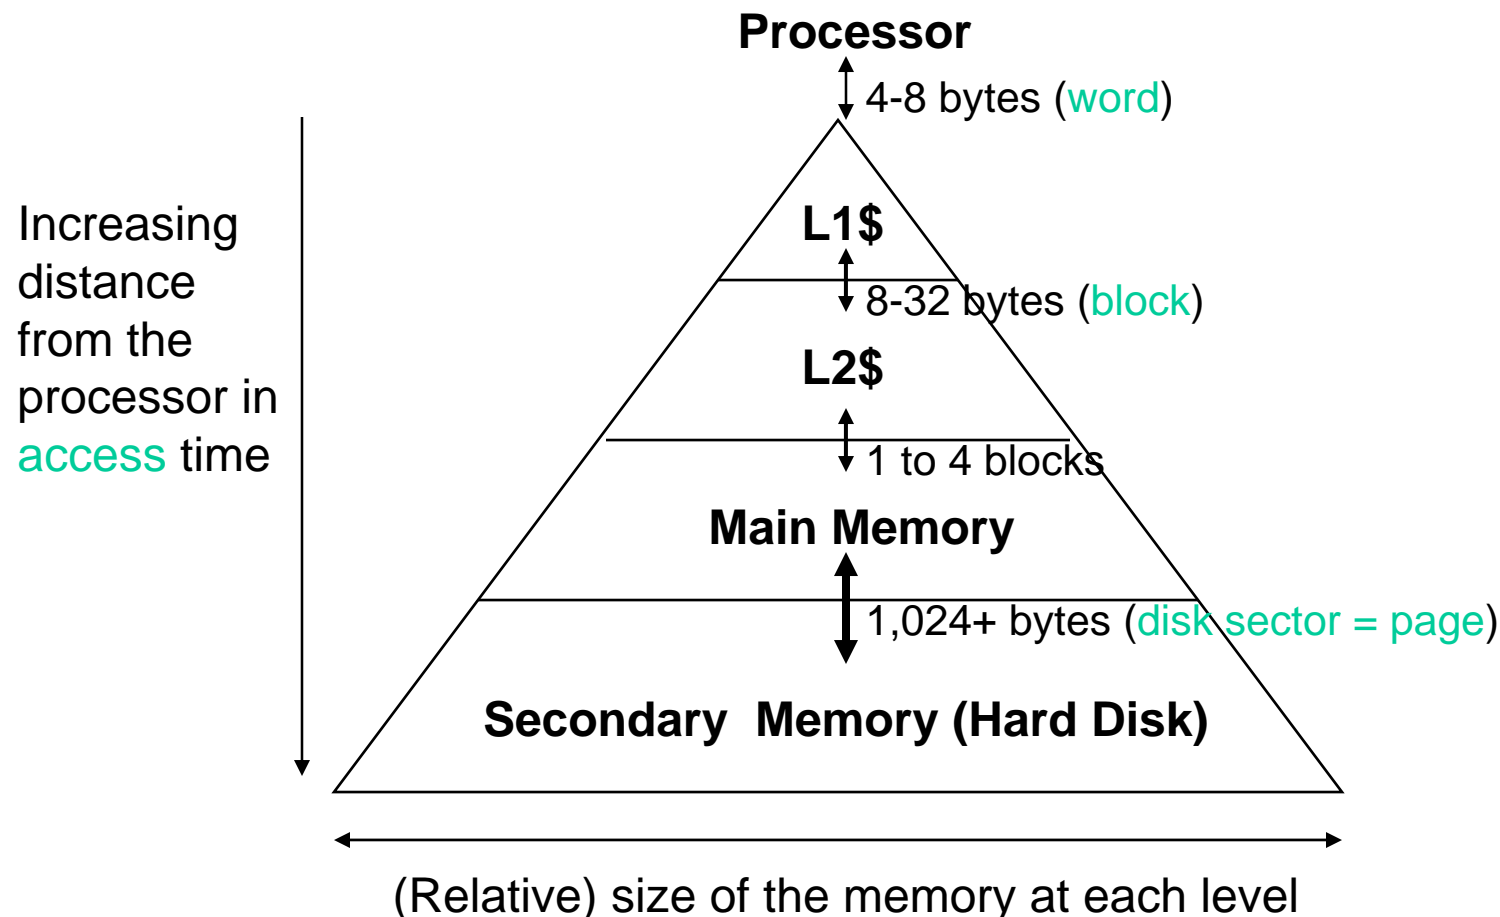 Processor
4-8 bytes (word)
Increasing
distance
from the
processor in
access time
L1$
8-32 bytes (block)
L2$
1 to 4 blocks
Main Memory
1,024+ bytes (disk sector = page)
Secondary Memory (Hard Disk)
(Relative) size of the memory at each level